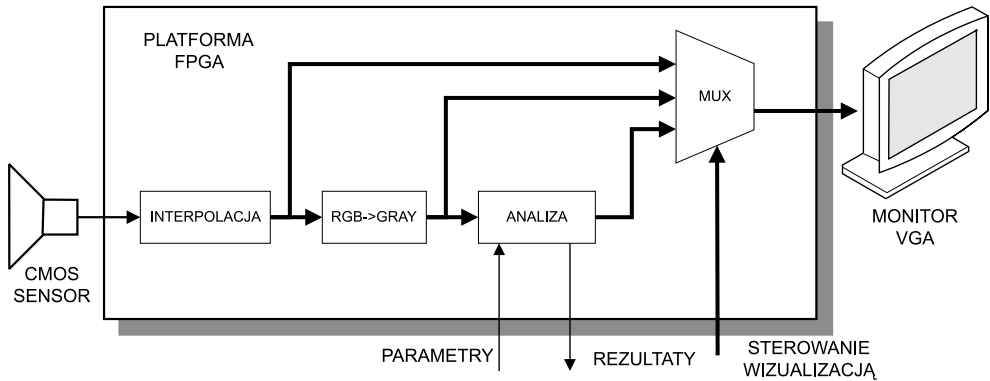 PLATFORMA
FPGA
MUX
INTERPOLACJA
RGB->GRAY
ANALIZA
MONITOR
VGA
CMOS
SENSOR
PARAMETRY
REZULTATY
STEROWANIE
WIZUALIZACJĄ